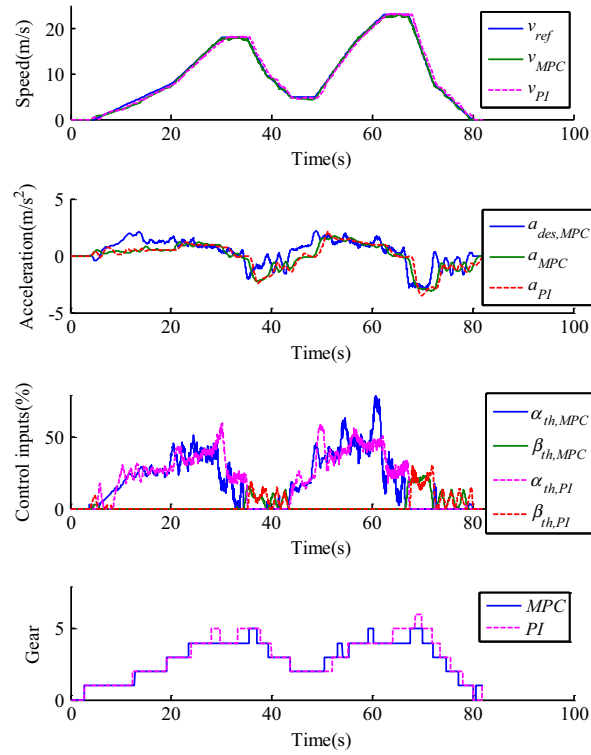 20
10
0
Speed(m/s)
v_ref
v_MPC
v_PI
0 20 40 60 80 100
Time(s)
5
0
-5
Acceleration(m/s²)
a_des,MPC
a_MPC
a_PI
0 20 40 60 80 100
Time(s)
50
0
Control inputs(%)
α_th,MPC
β_th,MPC
α_th,PI
β_th,PI
0 20 40 60 80 100
Time(s)
5
0
Gear
MPC
PI
0 20 40 60 80 100
Time(s)